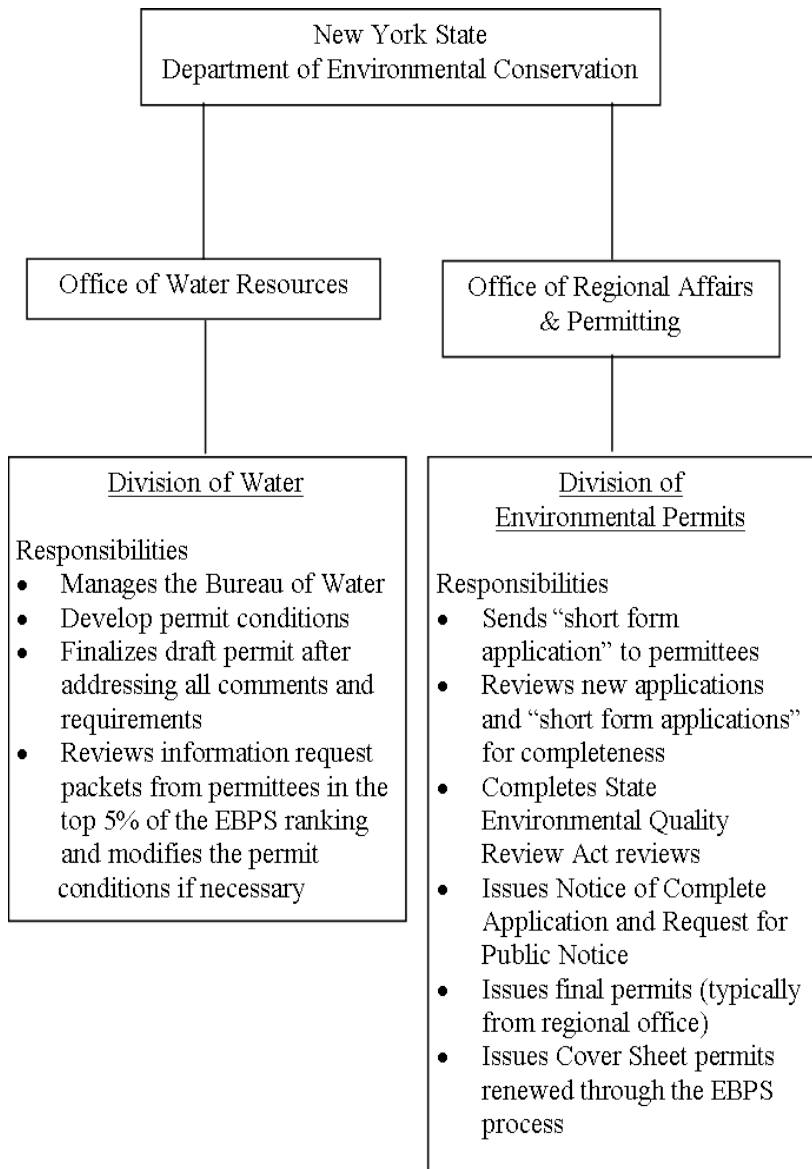 New York State
Department of Environmental Conservation
Office of Water Resources
Office of Regional Affairs
& Permitting
Division of Water
Responsibilities
• Manages the Bureau of Water
• Develop permit conditions
• Finalizes draft permit after
addressing all comments and
requirements
• Reviews information request
packets from permittees in the
top 5% of the EBPS ranking
and modifies the permit
conditions if necessary
Division of
Environmental Permits
Responsibilities
• Sends “short form
application” to permittees
• Reviews new applications
and “short form applications”
for completeness
• Completes State
Environmental Quality
Review Act reviews
• Issues Notice of Complete
Application and Request for
Public Notice
• Issues final permits (typically
from regional office)
• Issues Cover Sheet permits
renewed through the EBPS
process